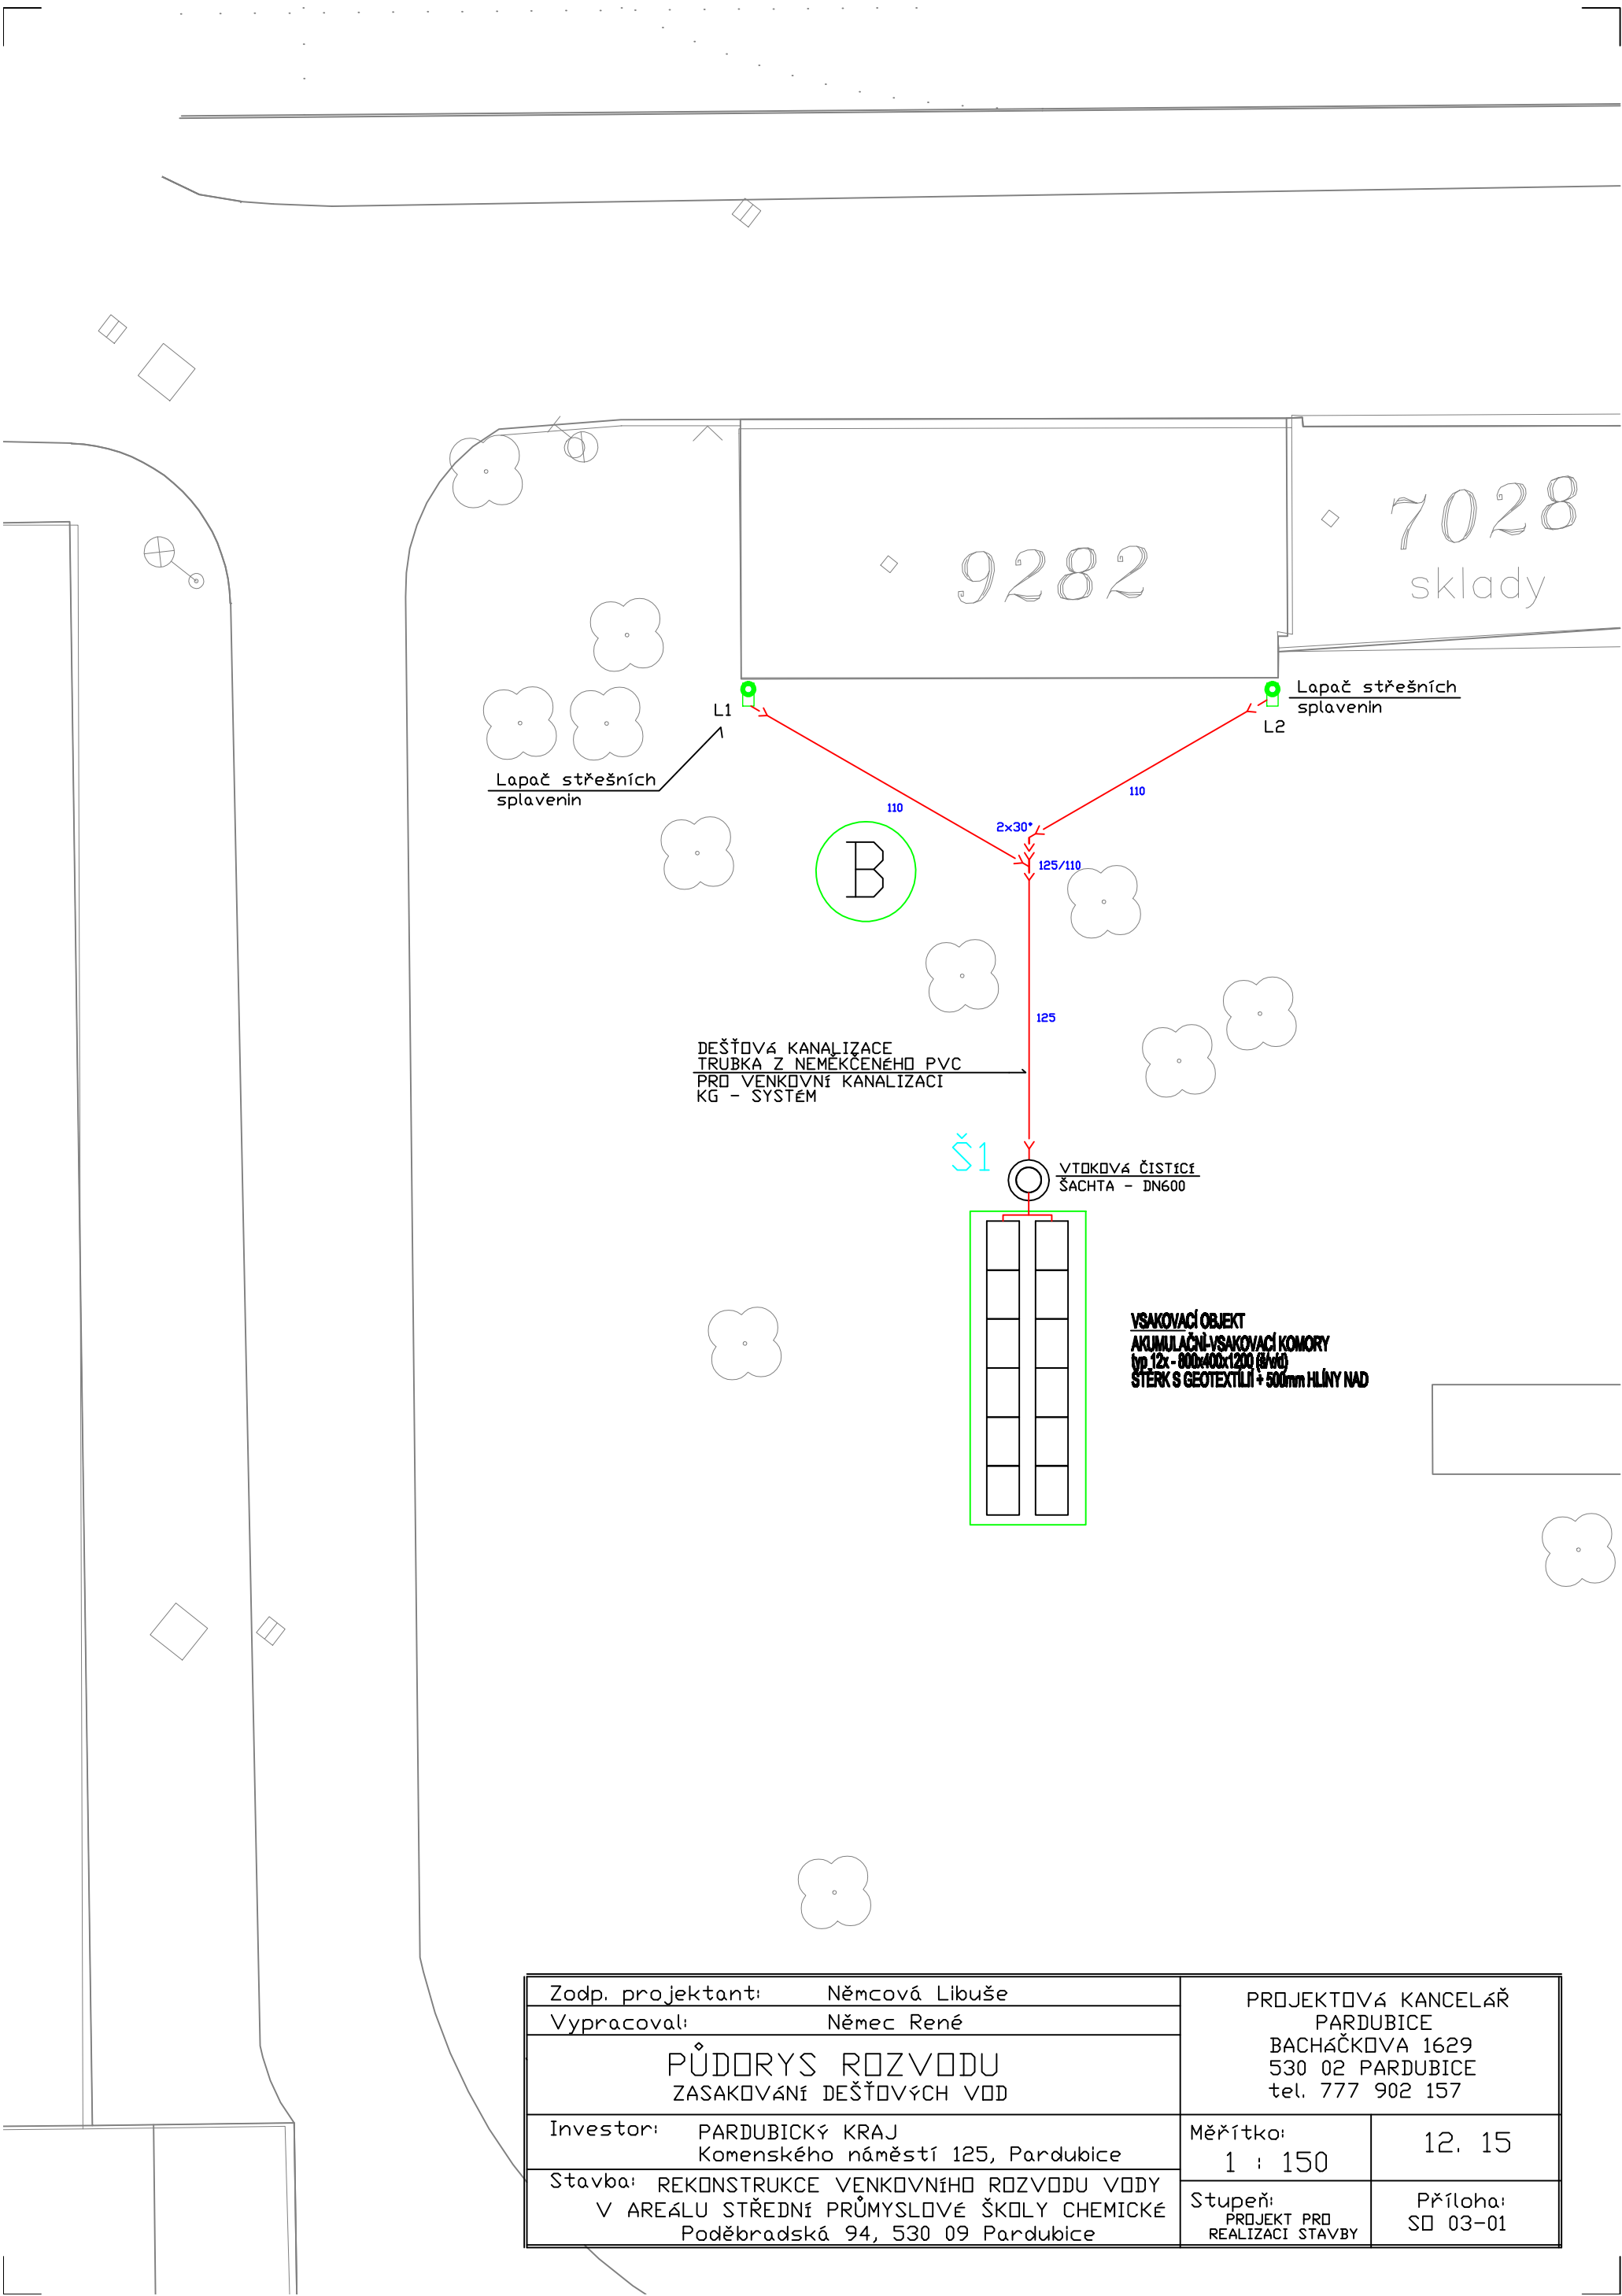 7028
sklady
9282
Lapač střešních
splavenin
L1
L2
Lapač střešních
splavenin
110
110
2x30°
125/110
B
125
DEŠŤOVá KANALIZACE
TRUBKA Z NEMĚKČENéHO PVC
PRO VENKOVNí KANALIZACI
KG - SYSTéM
Š1
VTOKOVá ČISTíCí
ŠACHTA - DN600
VSAKOVACÍ OBJEKT
AKUMULAČNÍ-VSAKOVACÍ KOMORY
typ 12x - 800x400x1200 (š/v/d)
ŠTĚRK S GEOTEXTÍLIÍ + 500mm HLÍNY NAD
Zodp. projektant: Němcová Libuše
Vypracoval: Němec René
PŮDORYS ROZVODU
ZASAKOVáNí DEŠŤOVýCH VOD
PROJEKTOVá KANCELáŘ
PARDUBICE
BACHáČKOVA 1629
530 02 PARDUBICE
tel. 777 902 157
Investor: PARDUBICKý KRAJ
Komenského náměstí 125, Pardubice
Měřítko:
1 : 150
12. 15
Stavba: REKONSTRUKCE VENKOVNíHO ROZVODU VODY
V AREáLU STŘEDNí PRŮMYSLOVé ŠKOLY CHEMICKé
Poděbradská 94, 530 09 Pardubice
Stupeň:
PROJEKT PRO
REALIZACI STAVBY
Příloha:
SO 03-01